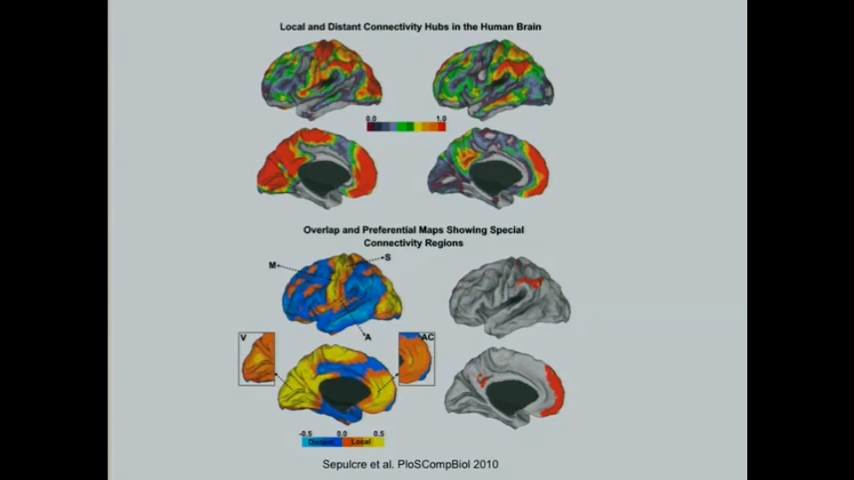 Local and Distant Connectivity Hubs in the Human Brain
0.0 1.0
Overlap and Preferential Maps Showing Special
Connectivity Regions
M S
A
V AC
-0.5 0.0 0.5
Distant Local
Sepulcre et al. PloSCompBiol 2010